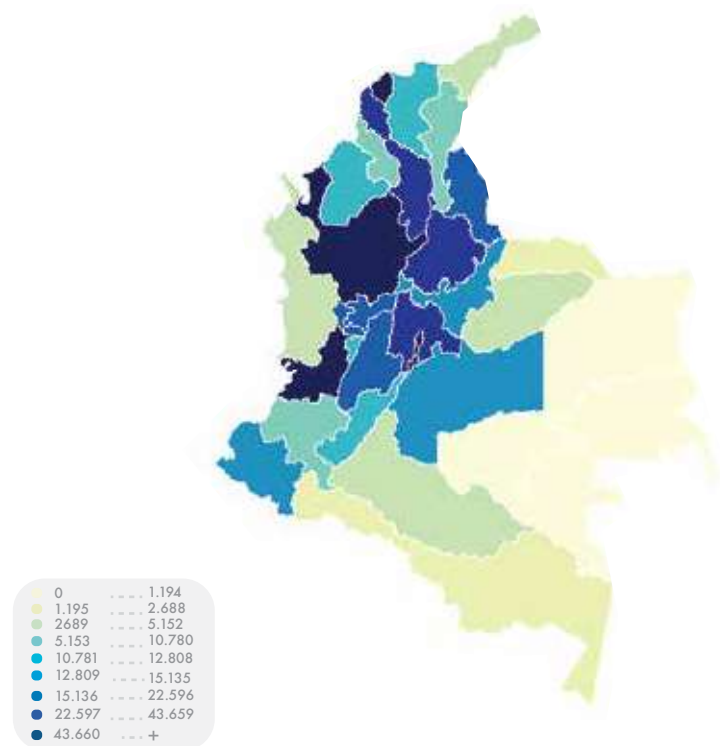 0 ..... 1.194
1.195 ..... 2.688
2689 ..... 5.152
5.153 ..... 10.780
10.781 ..... 12.808
12.809 ..... 15.135
15.136 ..... 22.596
22.597 ..... 43.659
43.660 ..... +